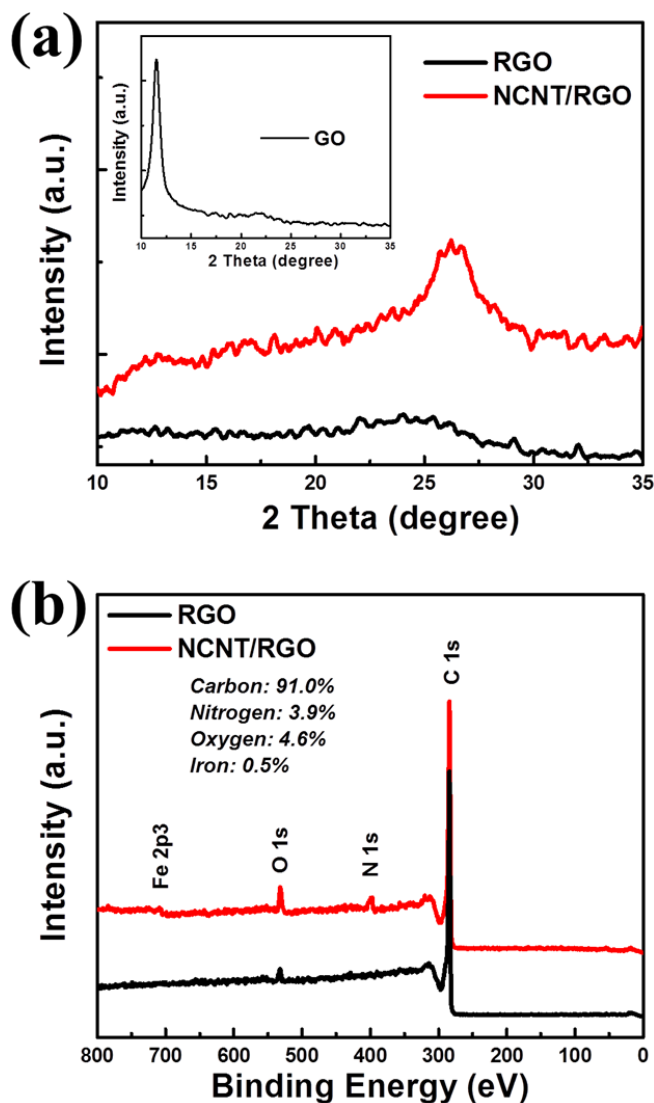 (a)
RGO
NCNT/RGO
Intensity (a.u.)
GO
10 15 20 25 30 35
2 Theta (degree)
Intensity (a.u.)
10 15 20 25 30 35
2 Theta (degree)
(b)
RGO
NCNT/RGO
Carbon: 91.0%
Nitrogen: 3.9%
Oxygen: 4.6%
Iron: 0.5%
C 1s
Fe 2p3
O 1s
N 1s
Intensity (a.u.)
800 700 600 500 400 300 200 100 0
Binding Energy (eV)